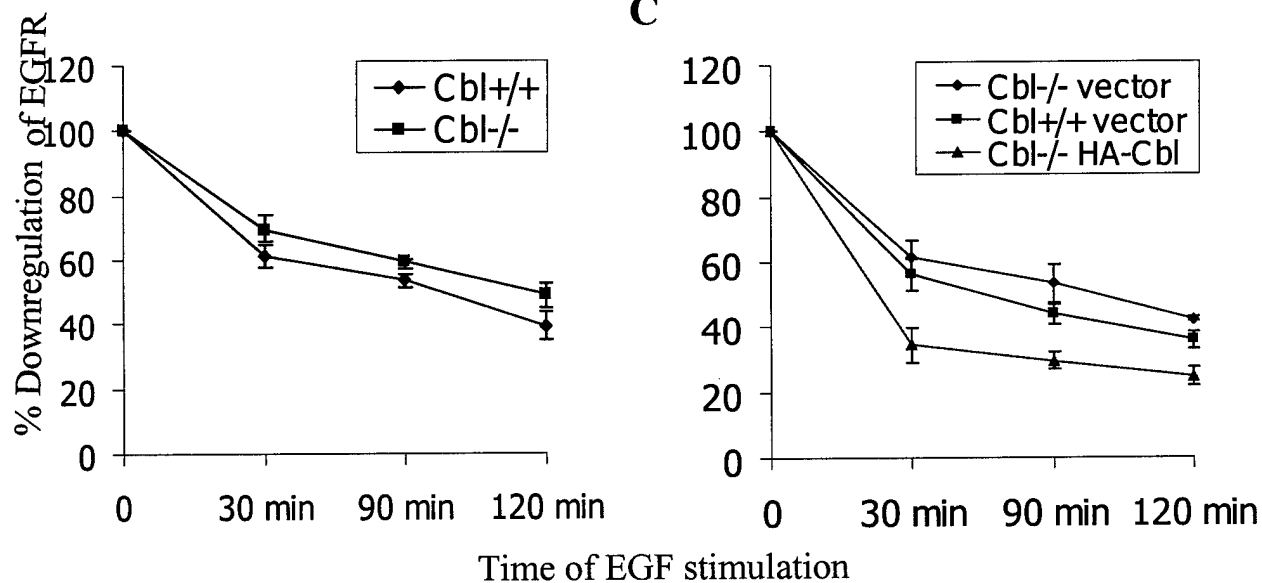 C
% Downregulation of EGFR
120
100
80
60
40
20
0
Cbl+/+
Cbl-/-
0 30 min 90 min 120 min
120
100
80
60
40
20
0
Cbl-/- vector
Cbl+/+ vector
Cbl-/- HA-Cbl
0 30 min 90 min 120 min
Time of EGF stimulation